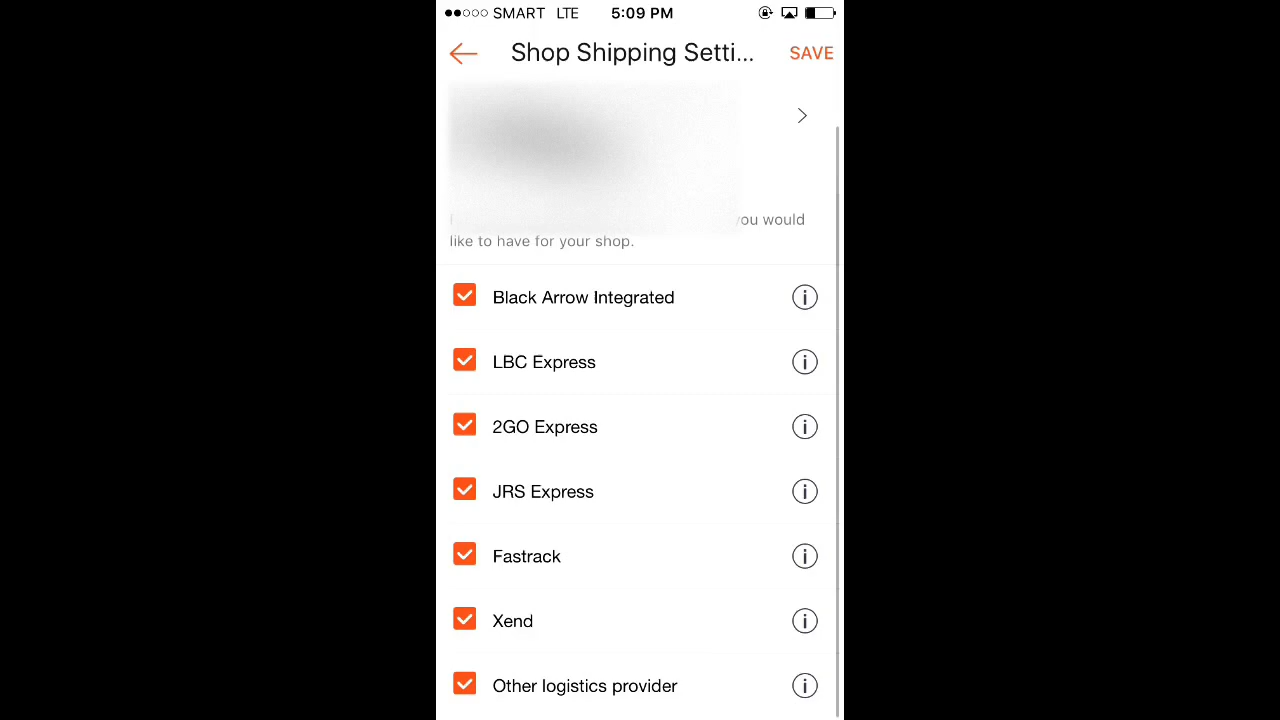 SMART LTE 5:09 PM
Shop Shipping Setti... SAVE
you would
like to have for your shop.
Black Arrow Integrated
LBC Express
2GO Express
JRS Express
Fastrack
Xend
Other logistics provider